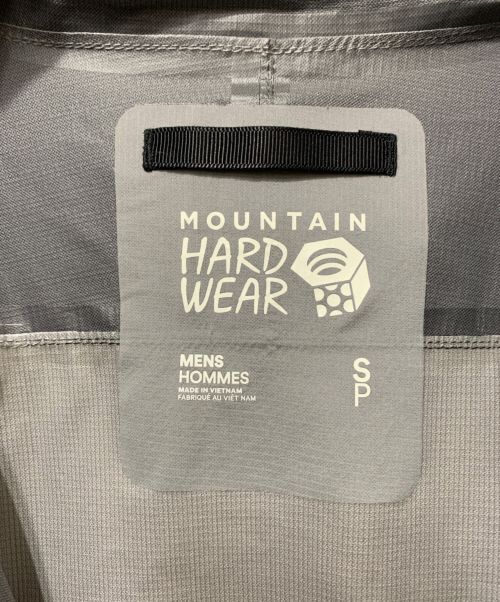 MOUNTAIN
HARD
WEAR
MENS
HOMMES
MADE IN VIETNAM
FABRIQUÉ AU VIÊT NAM
S
P